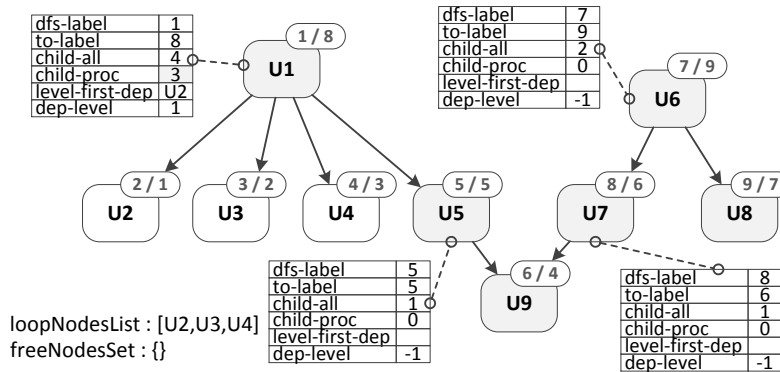 dfs-label 1
to-label 8
child-all 4
child-proc 3
level-first-dep U2
dep-level 1
1 / 8
U1
dfs-label 7
to-label 9
child-all 2
child-proc 0
level-first-dep
dep-level -1
7 / 9
U6
2 / 1
U2
3 / 2
U3
4 / 3
U4
5 / 5
U5
8 / 6
U7
9 / 7
U8
6 / 4
U9
dfs-label 5
to-label 5
child-all 1
child-proc 0
level-first-dep
dep-level -1
dfs-label 8
to-label 6
child-all 1
child-proc 0
level-first-dep
dep-level -1
loopNodesList : [U2,U3,U4]
freeNodesSet : {}